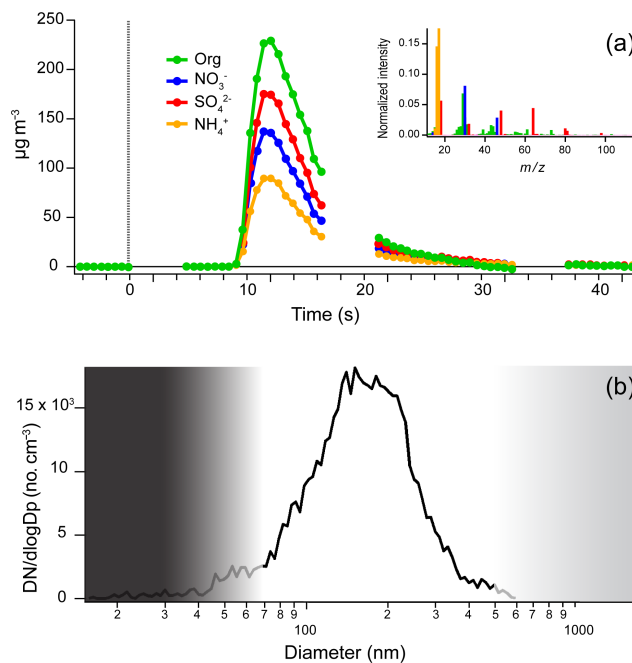 250
200
150
100
50
0
µg m⁻³
Org
NO₃⁻
SO₄²⁻
NH₄⁺
(a)
0.15
0.10
0.05
0.00
Normalized intensity
20 40 60 80 100
m/z
0 10 20 30 40
Time (s)
(b)
15 x 10³
10
5
0
DN/dlogDp (no. cm⁻³)
2 3 4 5 6 7 8 9 2 3 4 5 6 7 8 9
100 1000
Diameter (nm)